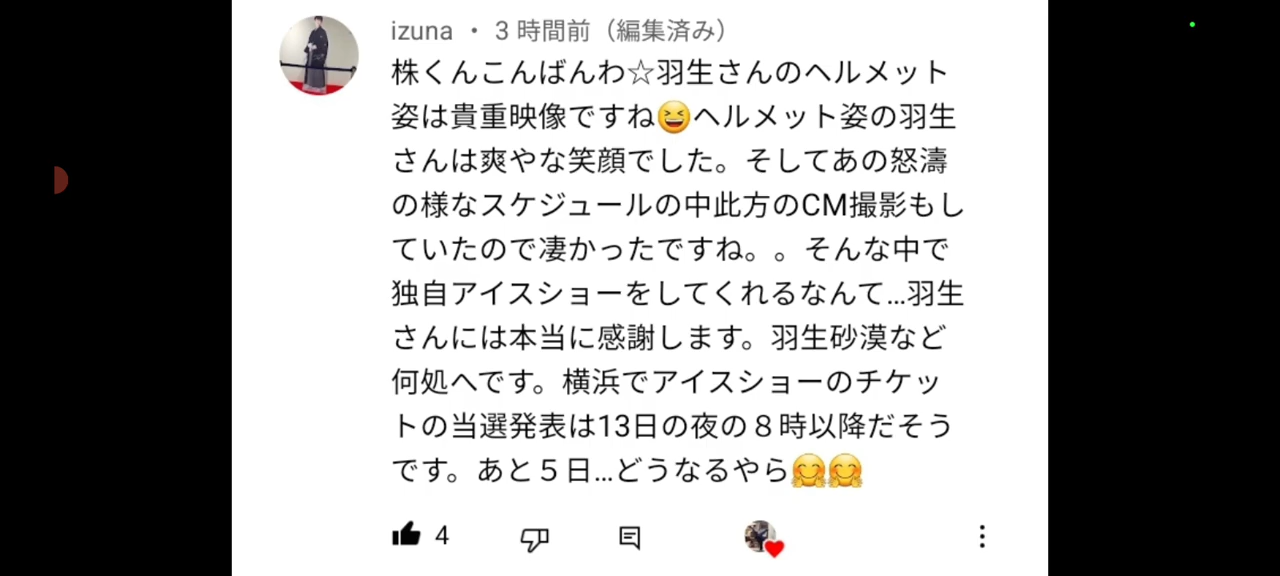 izuna ・ 3 時間前（編集済み）
株くんこんばんわ☆羽生さんのヘルメット
姿は貴重映像ですね😆ヘルメット姿の羽生
さんは爽やな笑顔でした。そしてあの怒濤
の様なスケジュールの中此方のCM撮影もし
ていたので凄かったですね。。そんな中で
独自アイスショーをしてくれるなんて…羽生
さんには本当に感謝します。羽生砂漠など
何処へです。横浜でアイスショーのチケッ
トの当選発表は13日の夜の８時以降だそう
です。あと５日…どうなるやら🤗🤗
4